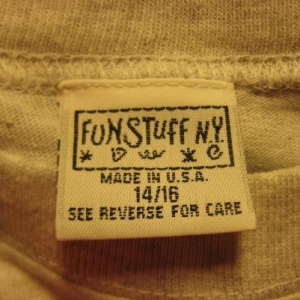 FUNSTUFF N.Y.
MADE IN U.S.A.
14/16
SEE REVERSE FOR CARE